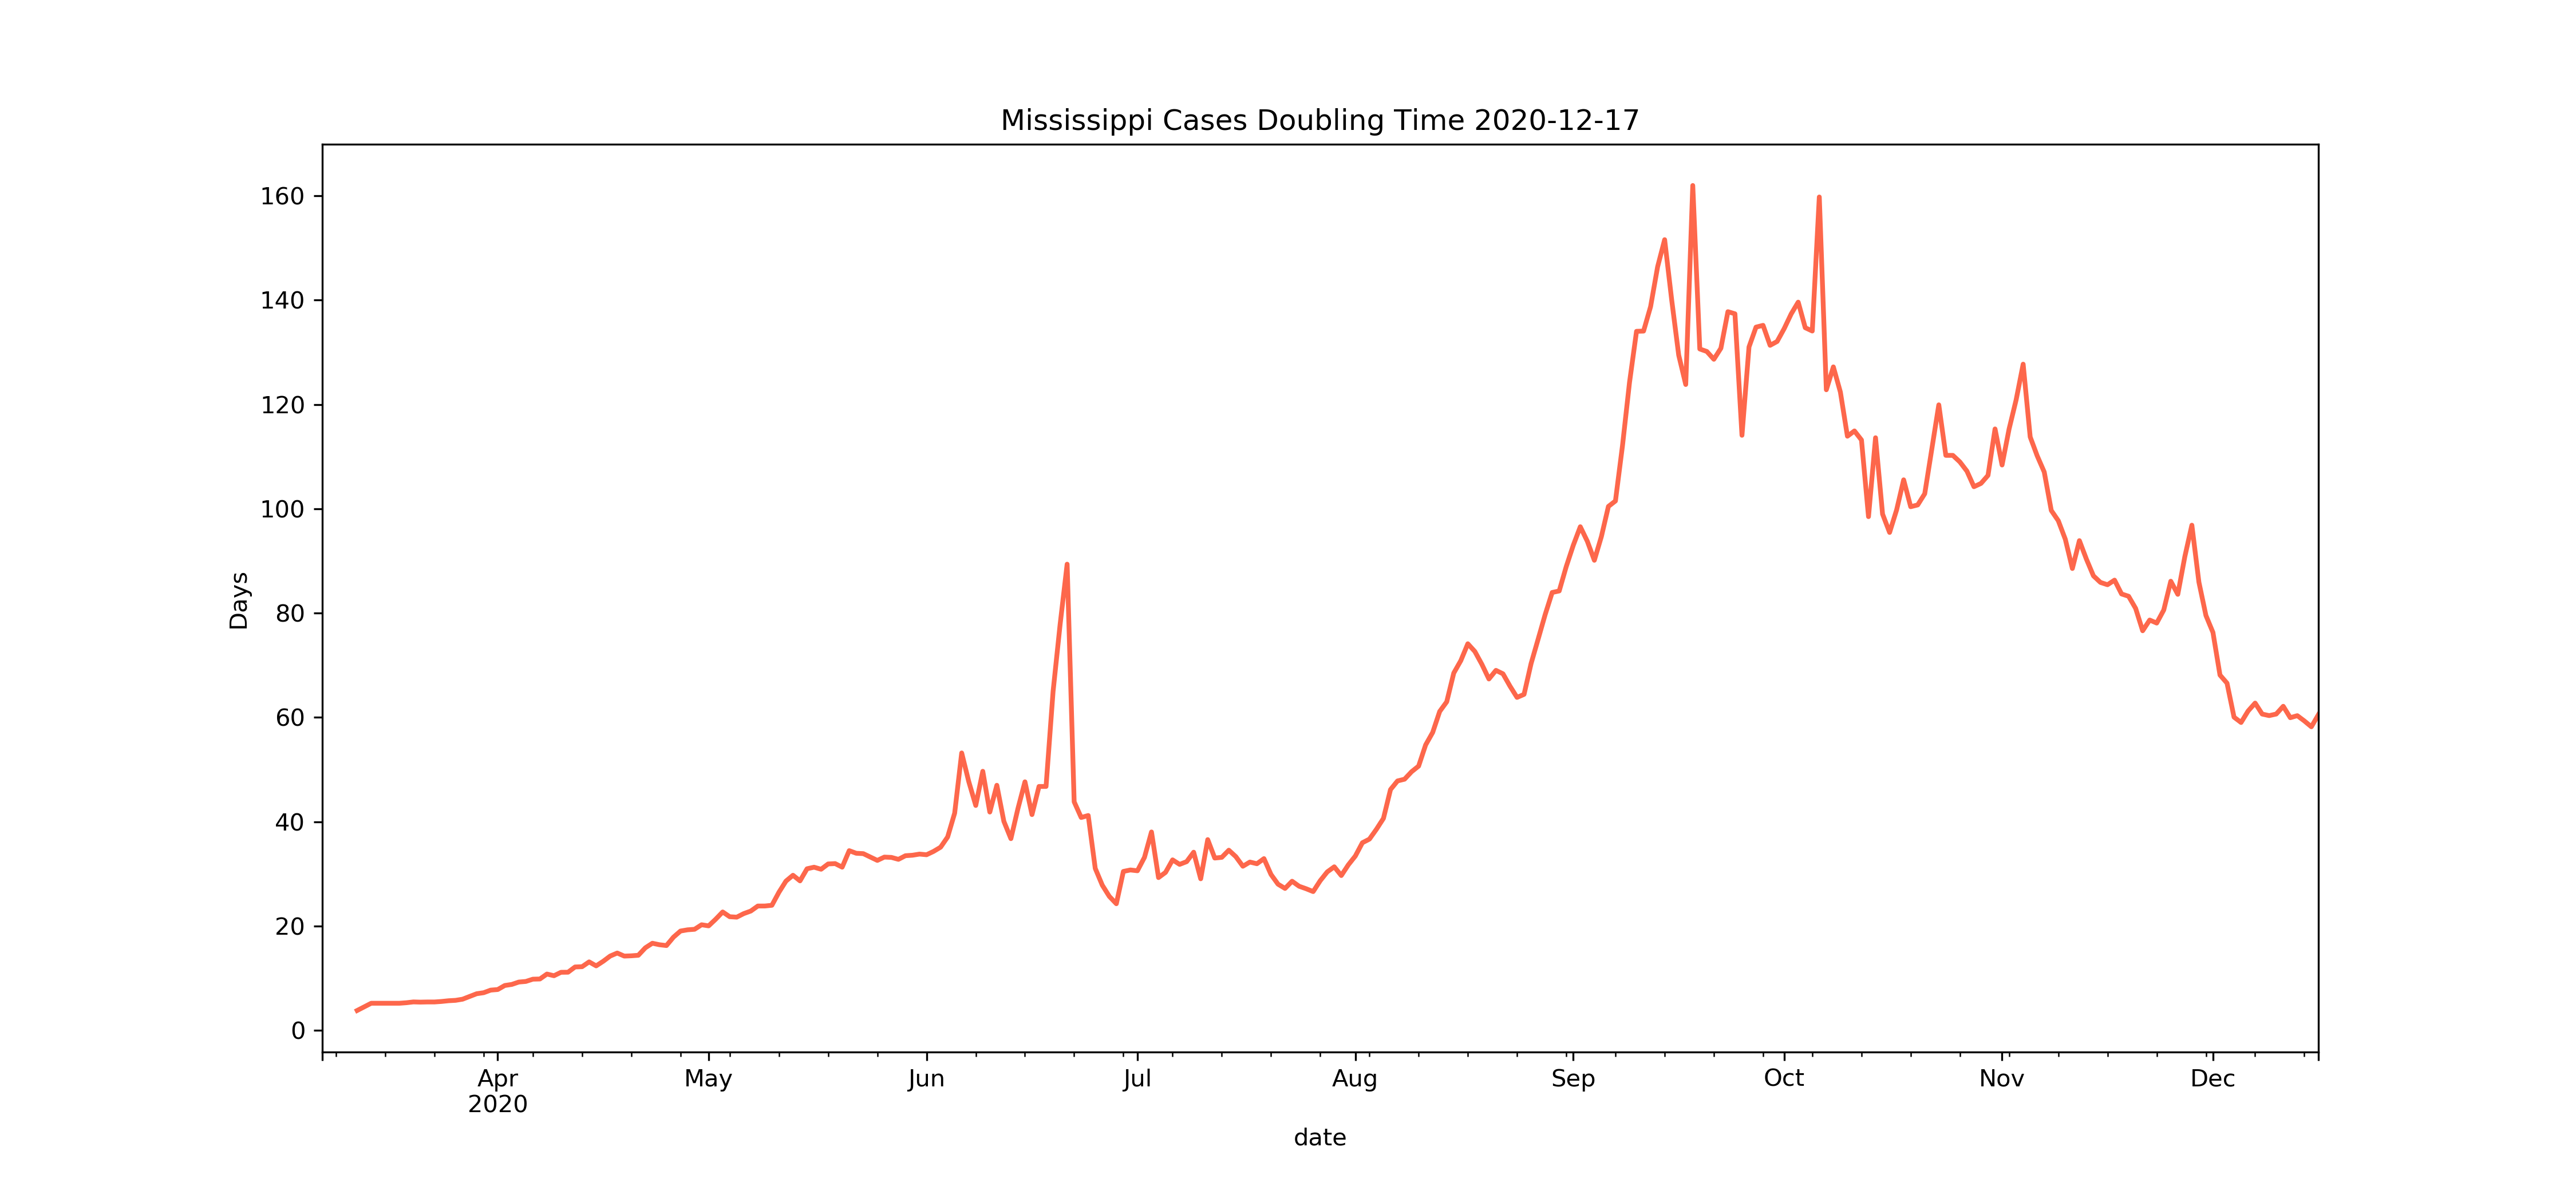 Mississippi Cases Doubling Time 2020-12-17
160
140
120
100
80
60
40
20
0
Days
Apr May Jun Jul Aug Sep Oct Nov Dec
2020
date